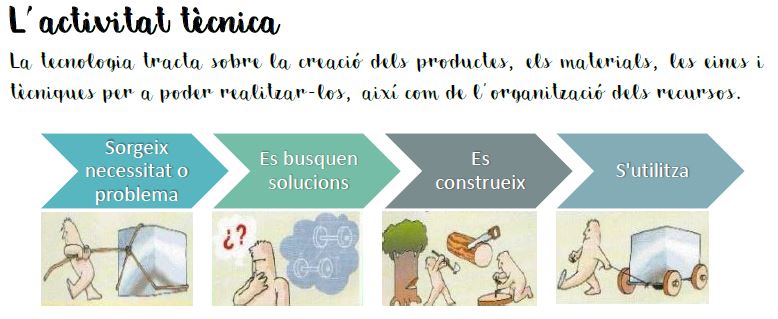 L'activitat tècnica
La tecnologia tracta sobre la creació dels productes, els materials, les eines i
tècniques per a poder realitzar-los, així com de l'organització dels recursos.
Sorgeix
necessitat o
problema
Es busquen
solucions
Es
construeix
S'utilitza
¿?